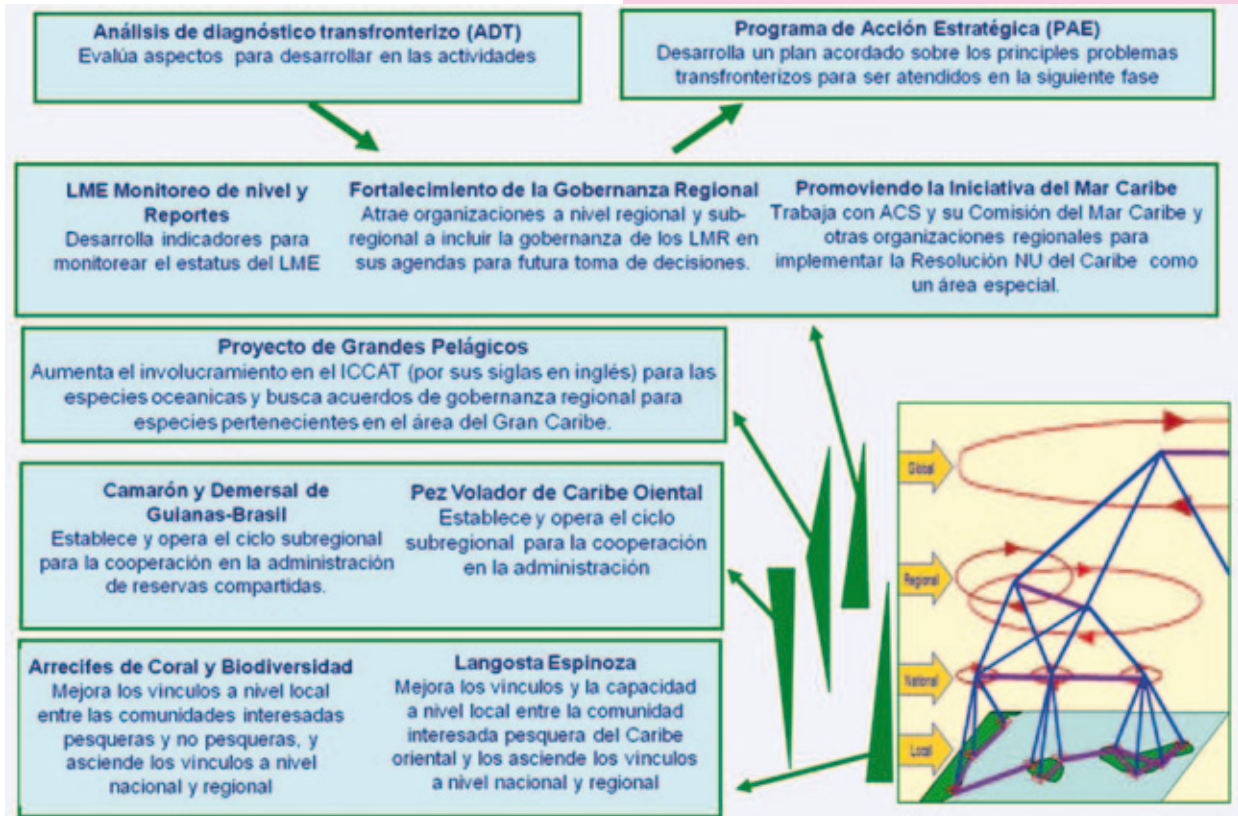 Análisis de diagnóstico transfronterizo (ADT)
Evalúa aspectos para desarrollar en las actividades
Programa de Acción Estratégica (PAE)
Desarrolla un plan acordado sobre los principles problemas
transfronterizos para ser atendidos en la siguiente fase
LME Monitoreo de nivel y
Reportes
Desarrolla indicadores para
monitorear el estatus del LME
Fortalecimiento de la Gobernanza Regional
Atrae organizaciones a nivel regional y sub-
regional a incluir la gobernanza de los LMR en
sus agendas para futura toma de decisiones.
Promoviendo la Iniciativa del Mar Caribe
Trabaja con ACS y su Comisión del Mar Caribe y
otras organizaciones regionales para
implementar la Resolución NU del Caribe como
un área especial.
Proyecto de Grandes Pelágicos
Aumenta el involucramiento en el ICCAT (por sus siglas en inglés) para las
especies oceanicas y busca acuerdos de gobernanza regional para
especies pertenecientes en el área del Gran Caribe.
Camarón y Demersal de
Guianas-Brasil
Establece y opera el ciclo subregional
para la cooperación en la administración
de reservas compartidas.
Pez Volador de Caribe Oiental
Establece y opera el ciclo
subregional para la cooperación
en la administración
Arrecifes de Coral y Biodiversidad
Mejora los vinculos a nivel local
entre las comunidades interesadas
pesqueras y no pesqueras, y
asciende los vinculos a nivel
nacional y regional
Langosta Espinoza
Mejora los vinculos y la capacidad
a nivel local entre la comunidad
interesada pesquera del Caribe
oriental y los asciende los vinculos
a nivel nacional y regional
Global
Regional
National
Local